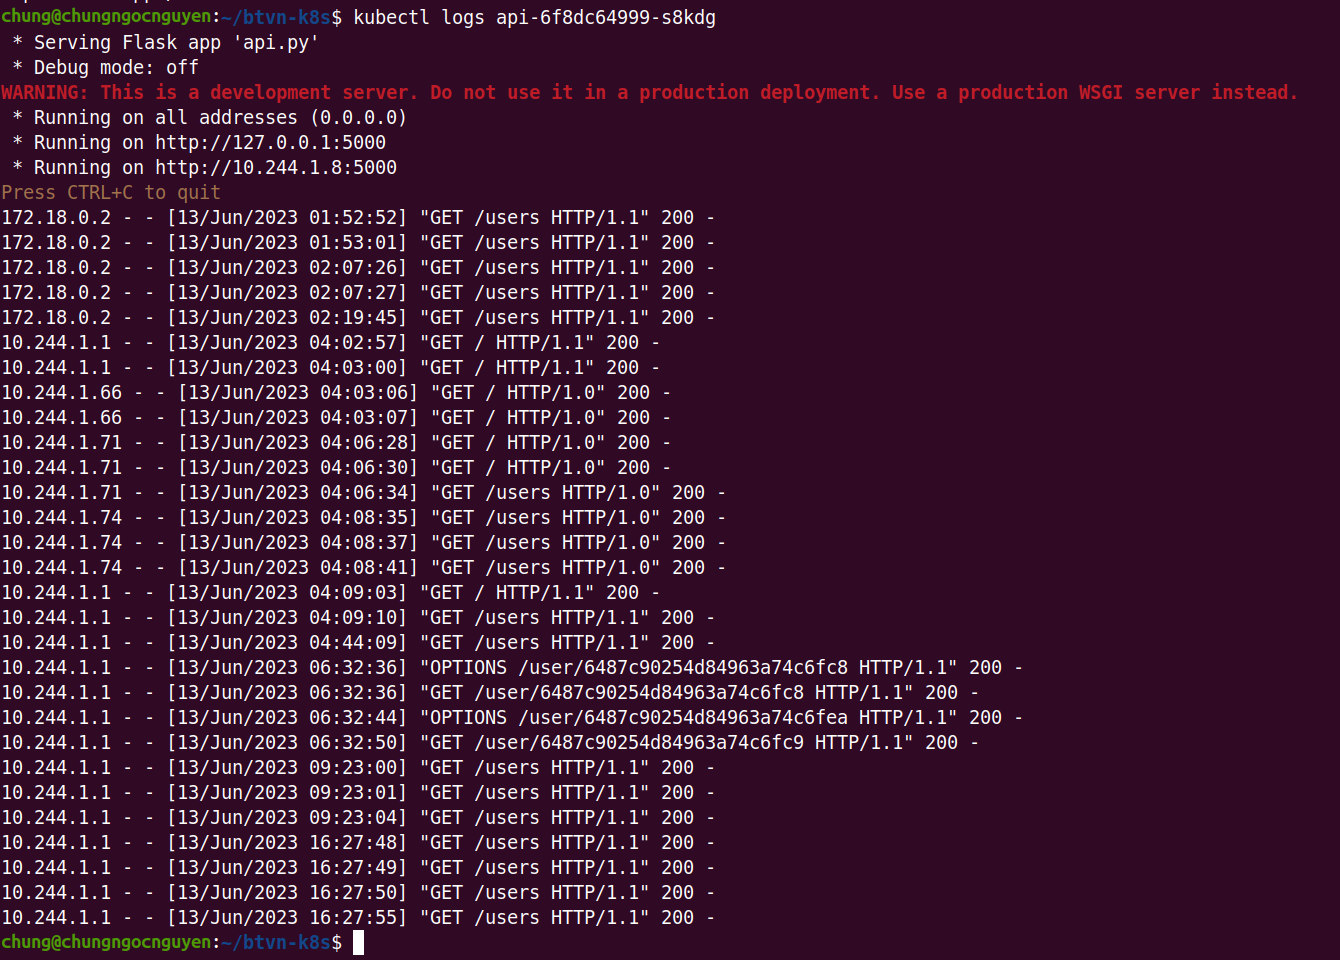 chung@chungngocnguyen:~/btvn-k8s$ kubectl logs api-6f8dc64999-s8kdg
 * Serving Flask app 'api.py'
 * Debug mode: off
WARNING: This is a development server. Do not use it in a production deployment. Use a production WSGI server instead.
 * Running on all addresses (0.0.0.0)
 * Running on http://127.0.0.1:5000
 * Running on http://10.244.1.8:5000
Press CTRL+C to quit
172.18.0.2 - - [13/Jun/2023 01:52:52] "GET /users HTTP/1.1" 200 -
172.18.0.2 - - [13/Jun/2023 01:53:01] "GET /users HTTP/1.1" 200 -
172.18.0.2 - - [13/Jun/2023 02:07:26] "GET /users HTTP/1.1" 200 -
172.18.0.2 - - [13/Jun/2023 02:07:27] "GET /users HTTP/1.1" 200 -
172.18.0.2 - - [13/Jun/2023 02:19:45] "GET /users HTTP/1.1" 200 -
10.244.1.1 - - [13/Jun/2023 04:02:57] "GET / HTTP/1.1" 200 -
10.244.1.1 - - [13/Jun/2023 04:03:00] "GET / HTTP/1.1" 200 -
10.244.1.66 - - [13/Jun/2023 04:03:06] "GET / HTTP/1.0" 200 -
10.244.1.66 - - [13/Jun/2023 04:03:07] "GET / HTTP/1.0" 200 -
10.244.1.71 - - [13/Jun/2023 04:06:28] "GET / HTTP/1.0" 200 -
10.244.1.71 - - [13/Jun/2023 04:06:30] "GET / HTTP/1.0" 200 -
10.244.1.71 - - [13/Jun/2023 04:06:34] "GET /users HTTP/1.0" 200 -
10.244.1.74 - - [13/Jun/2023 04:08:35] "GET /users HTTP/1.0" 200 -
10.244.1.74 - - [13/Jun/2023 04:08:37] "GET /users HTTP/1.0" 200 -
10.244.1.74 - - [13/Jun/2023 04:08:41] "GET /users HTTP/1.0" 200 -
10.244.1.1 - - [13/Jun/2023 04:09:03] "GET / HTTP/1.1" 200 -
10.244.1.1 - - [13/Jun/2023 04:09:10] "GET /users HTTP/1.1" 200 -
10.244.1.1 - - [13/Jun/2023 04:44:09] "GET /users HTTP/1.1" 200 -
10.244.1.1 - - [13/Jun/2023 06:32:36] "OPTIONS /user/6487c90254d84963a74c6fc8 HTTP/1.1" 200 -
10.244.1.1 - - [13/Jun/2023 06:32:36] "GET /user/6487c90254d84963a74c6fc8 HTTP/1.1" 200 -
10.244.1.1 - - [13/Jun/2023 06:32:44] "OPTIONS /user/6487c90254d84963a74c6fea HTTP/1.1" 200 -
10.244.1.1 - - [13/Jun/2023 06:32:50] "GET /user/6487c90254d84963a74c6fc9 HTTP/1.1" 200 -
10.244.1.1 - - [13/Jun/2023 09:23:00] "GET /users HTTP/1.1" 200 -
10.244.1.1 - - [13/Jun/2023 09:23:01] "GET /users HTTP/1.1" 200 -
10.244.1.1 - - [13/Jun/2023 09:23:04] "GET /users HTTP/1.1" 200 -
10.244.1.1 - - [13/Jun/2023 16:27:48] "GET /users HTTP/1.1" 200 -
10.244.1.1 - - [13/Jun/2023 16:27:49] "GET /users HTTP/1.1" 200 -
10.244.1.1 - - [13/Jun/2023 16:27:50] "GET /users HTTP/1.1" 200 -
10.244.1.1 - - [13/Jun/2023 16:27:55] "GET /users HTTP/1.1" 200 -
chung@chungngocnguyen:~/btvn-k8s$